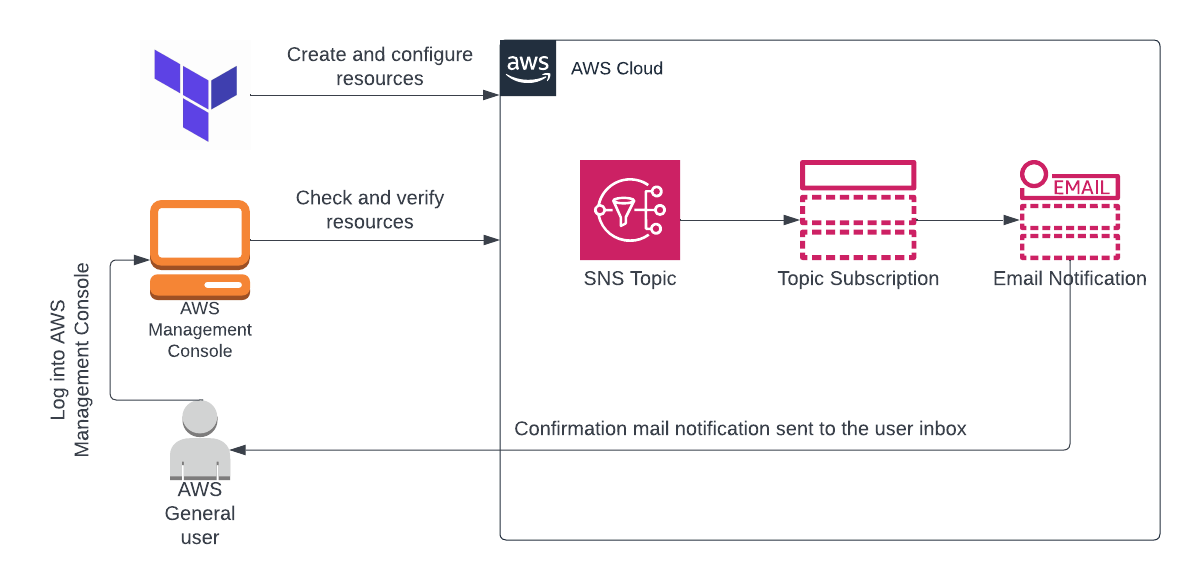 Create and configure
resources
aws
AWS Cloud
Check and verify
resources
EMAIL
SNS Topic
Topic Subscription
Email Notification
AWS
Management
Console
Log into AWS
Management Console
Confirmation mail notification sent to the user inbox
AWS
General
user